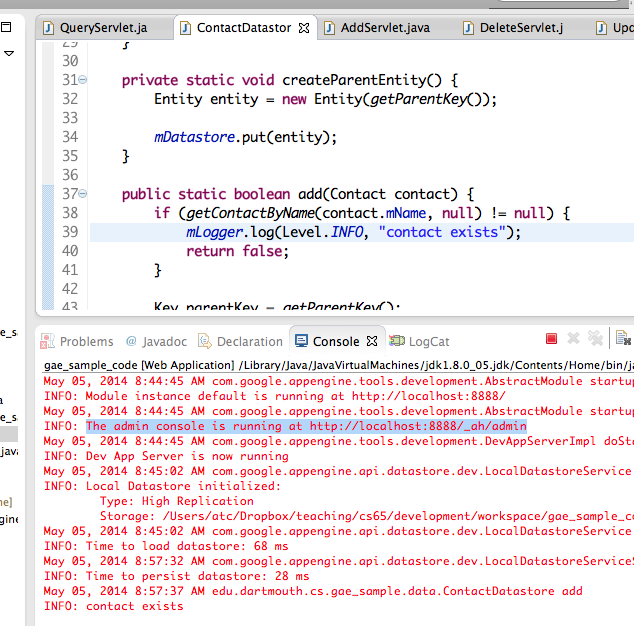 QueryServlet.ja ContactDatastor AddServlet.java DeleteServlet.j Upd
29 }
30
31 private static void createParentEntity() {
32 Entity entity = new Entity(getParentKey());
33
34 mDatastore.put(entity);
35 }
36
37 public static boolean add(Contact contact) {
38 if (getContactByName(contact.mName, null) != null) {
39 mLogger.log(Level.INFO, "contact exists");
40 return false;
41 }
42
43 Key parentKey = getParentKey();
Problems @ Javadoc Declaration Console LogCat
gae_sample_code [Web Application] /Library/Java/JavaVirtualMachines/jdk1.8.0_05.jdk/Contents/Home/bin/ja
May 05, 2014 8:44:45 AM com.google.appengine.tools.development.AbstractModule startup
INFO: Module instance default is running at http://localhost:8888/
May 05, 2014 8:44:45 AM com.google.appengine.tools.development.AbstractModule startup
INFO: The admin console is running at http://localhost:8888/_ah/admin
May 05, 2014 8:44:45 AM com.google.appengine.tools.development.DevAppServerImpl doSta
INFO: Dev App Server is now running
May 05, 2014 8:45:02 AM com.google.appengine.api.datastore.dev.LocalDatastoreService
INFO: Local Datastore initialized:
Type: High Replication
Storage: /Users/atc/Dropbox/teaching/cs65/development/workspace/gae_sample_co
May 05, 2014 8:45:02 AM com.google.appengine.api.datastore.dev.LocalDatastoreService
INFO: Time to load datastore: 68 ms
May 05, 2014 8:57:32 AM com.google.appengine.api.datastore.dev.LocalDatastoreServiceS
INFO: Time to persist datastore: 28 ms
May 05, 2014 8:57:37 AM edu.dartmouth.cs.gae_sample.data.ContactDatastore add
INFO: contact exists